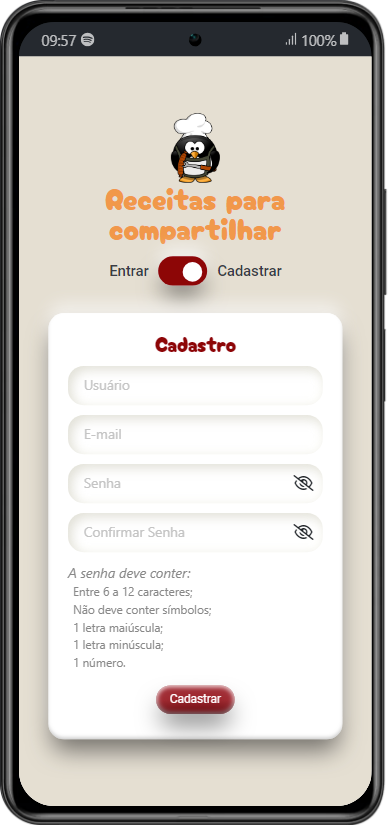 09:57 100%
Receitas para
compartilhar
Entrar Cadastrar
Cadastro
Usuário
E-mail
Senha
Confirmar Senha
A senha deve conter:
Entre 6 a 12 caracteres;
Não deve conter símbolos;
1 letra maiúscula;
1 letra minúscula;
1 número.
Cadastrar